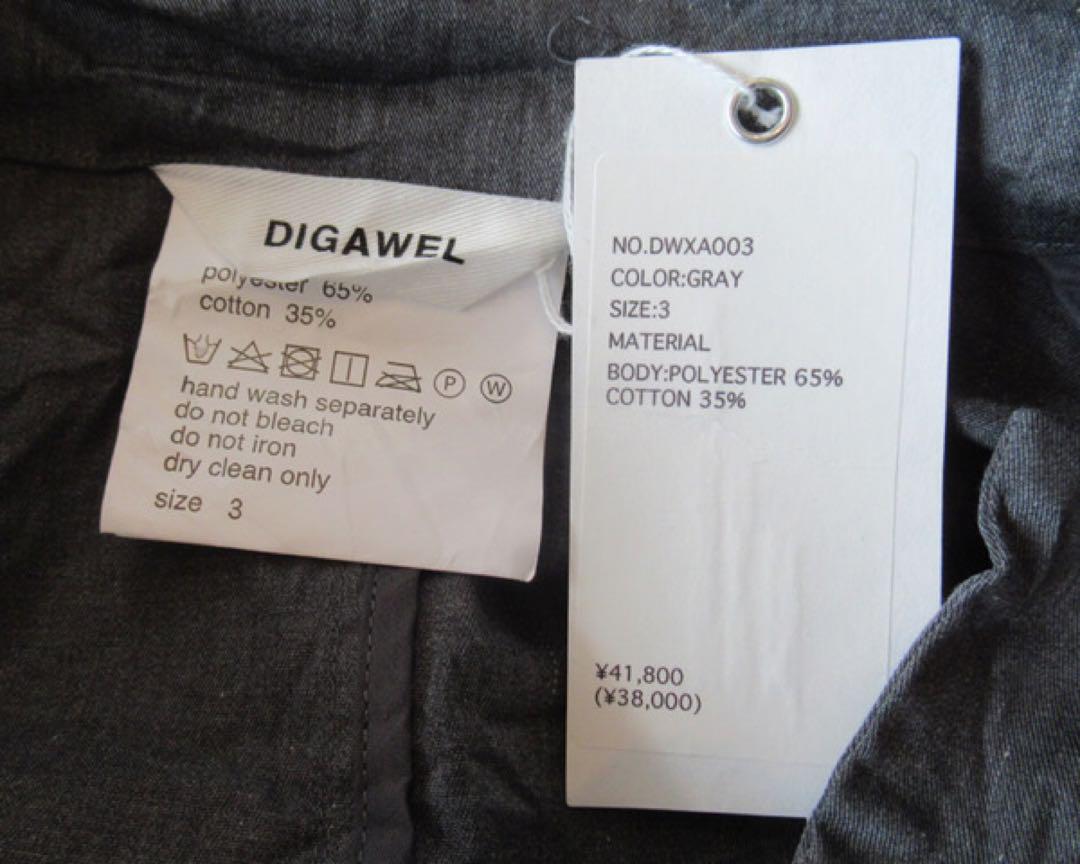 DIGAWEL
polyester 65%
cotton 35%
P W
hand wash separately
do not bleach
do not iron
dry clean only
size 3
NO.DWXA003
COLOR:GRAY
SIZE:3
MATERIAL
BODY:POLYESTER 65%
COTTON 35%
¥41,800
(¥38,000)